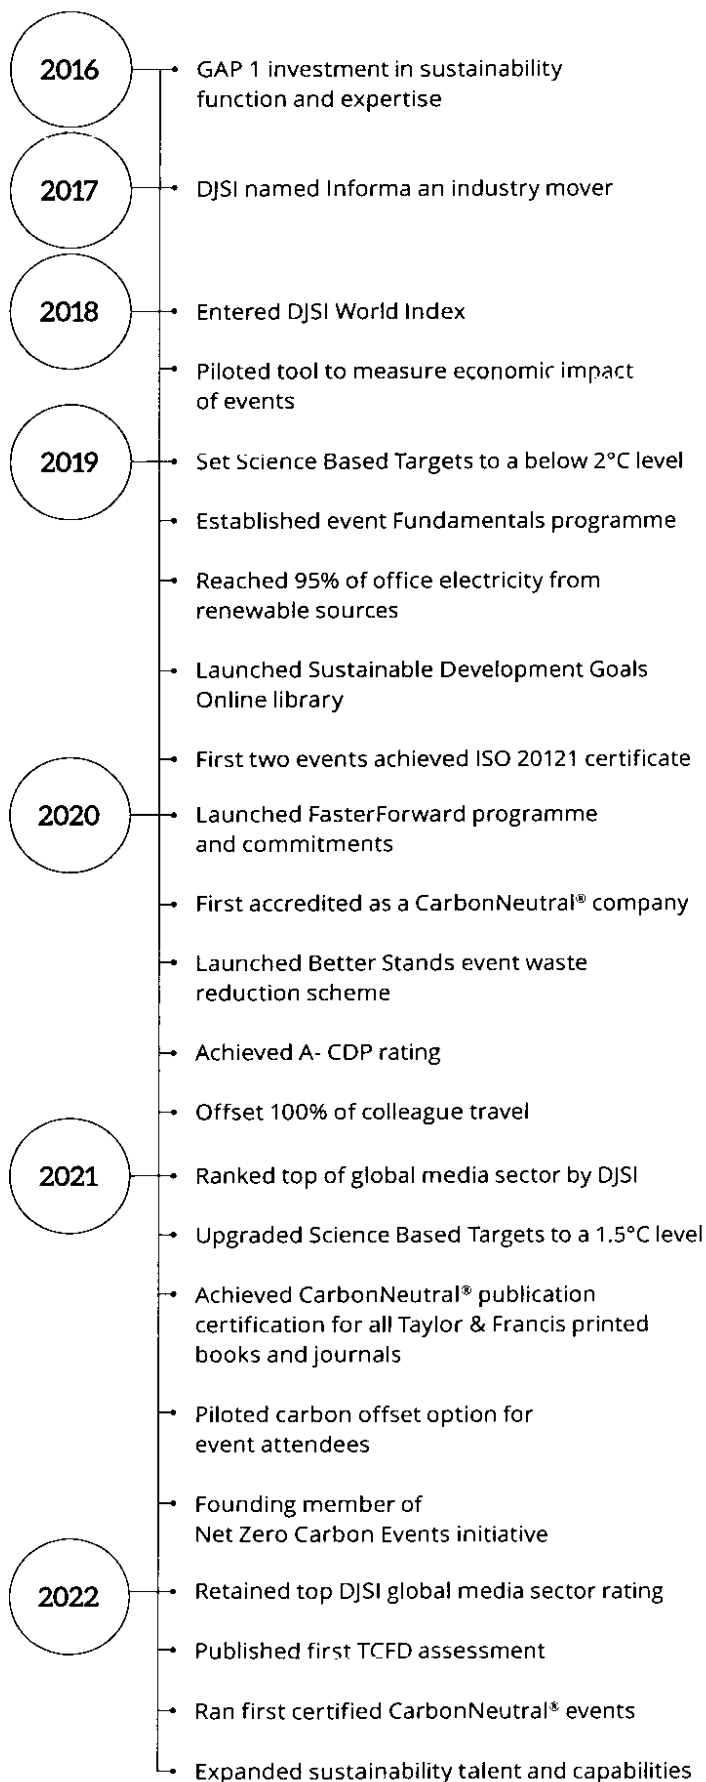 2016
GAP 1 investment in sustainability
function and expertise
2017
DJSI named Informa an industry mover
2018
Entered DJSI World Index
Piloted tool to measure economic impact
of events
2019
Set Science Based Targets to a below 2°C level
Established event Fundamentals programme
Reached 95% of office electricity from
renewable sources
Launched Sustainable Development Goals
Online library
First two events achieved ISO 20121 certificate
2020
Launched FasterForward programme
and commitments
First accredited as a CarbonNeutral® company
Launched Better Stands event waste
reduction scheme
Achieved A- CDP rating
Offset 100% of colleague travel
2021
Ranked top of global media sector by DJSI
Upgraded Science Based Targets to a 1.5°C level
Achieved CarbonNeutral® publication
certification for all Taylor & Francis printed
books and journals
Piloted carbon offset option for
event attendees
Founding member of
Net Zero Carbon Events initiative
2022
Retained top DJSI global media sector rating
Published first TCFD assessment
Ran first certified CarbonNeutral® events
Expanded sustainability talent and capabilities